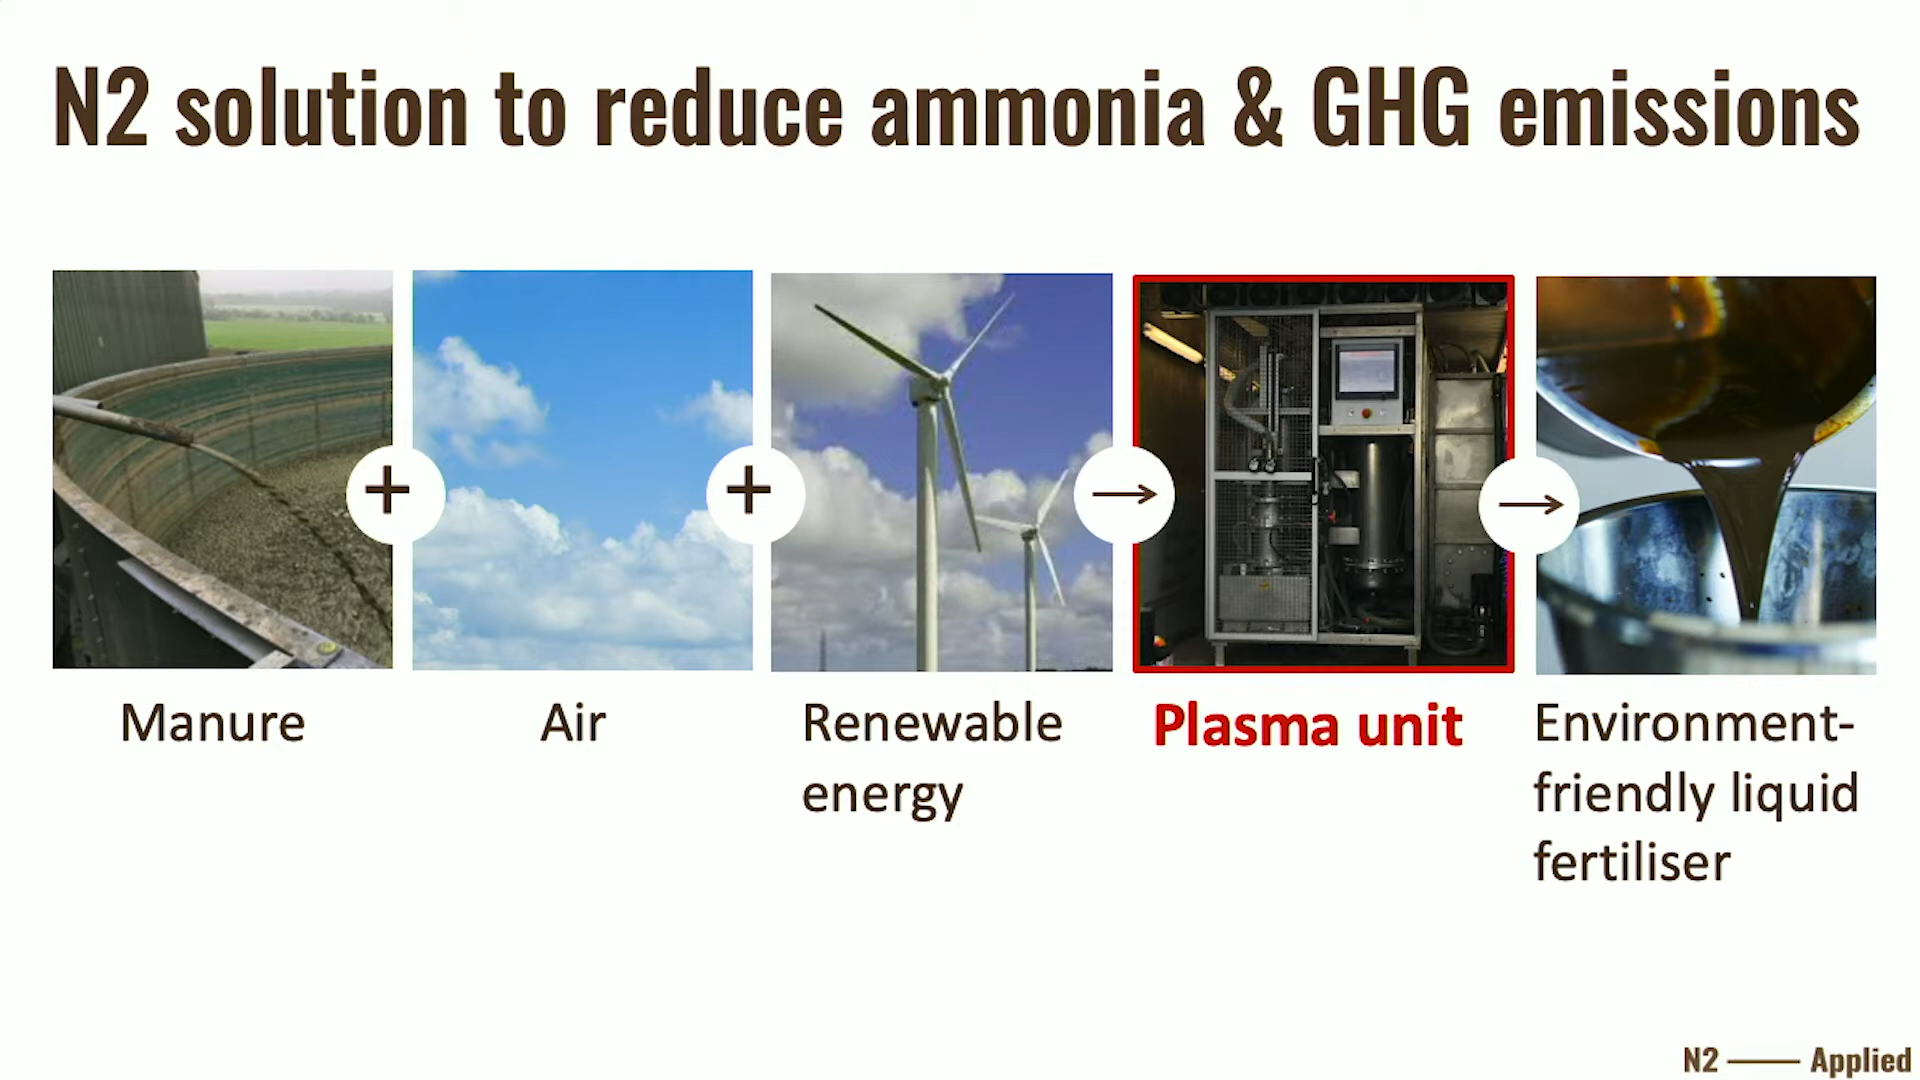 N2 solution to reduce ammonia & GHG emissions
+
+
→
→
Manure
Air
Renewable
energy
Plasma unit
Environment-
friendly liquid
fertiliser
N2 — Applied